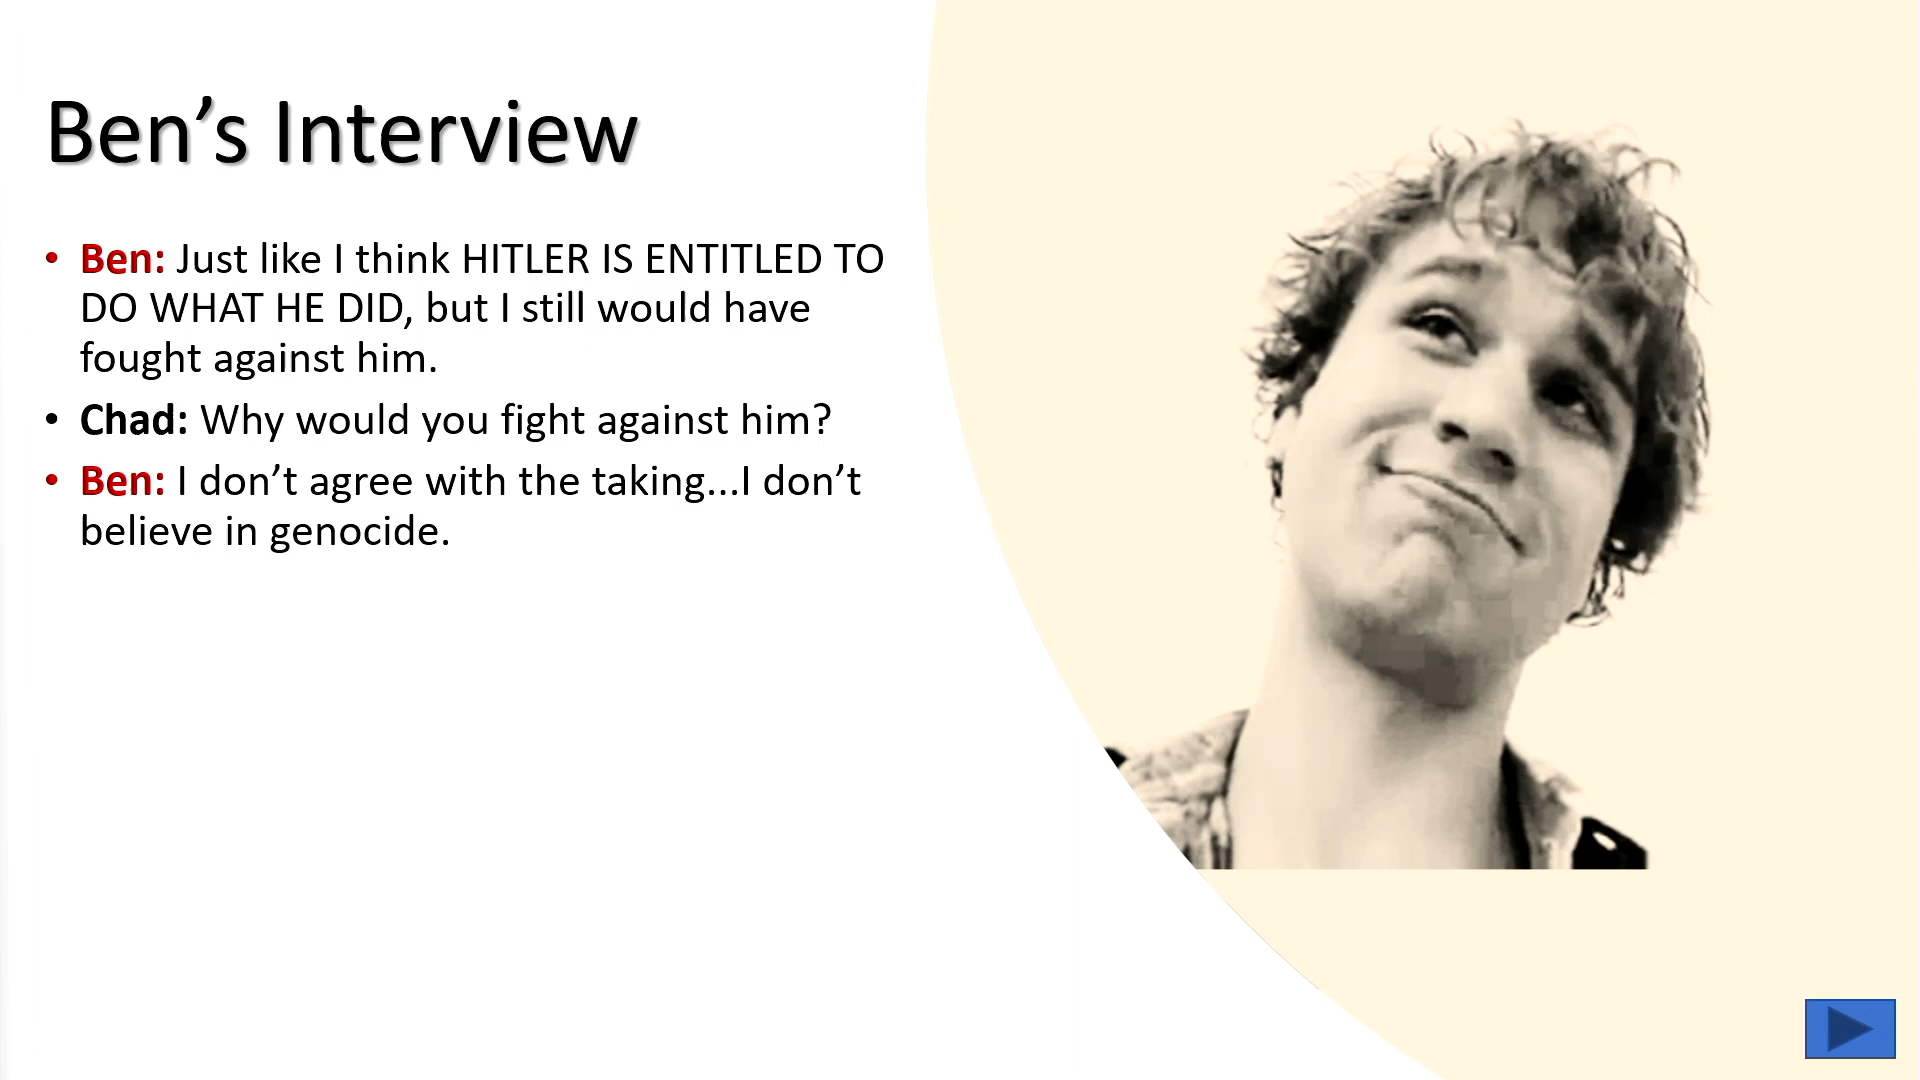 Ben’s Interview
• Ben: Just like I think HITLER IS ENTITLED TO
DO WHAT HE DID, but I still would have
fought against him.
• Chad: Why would you fight against him?
• Ben: I don’t agree with the taking...I don’t
believe in genocide.